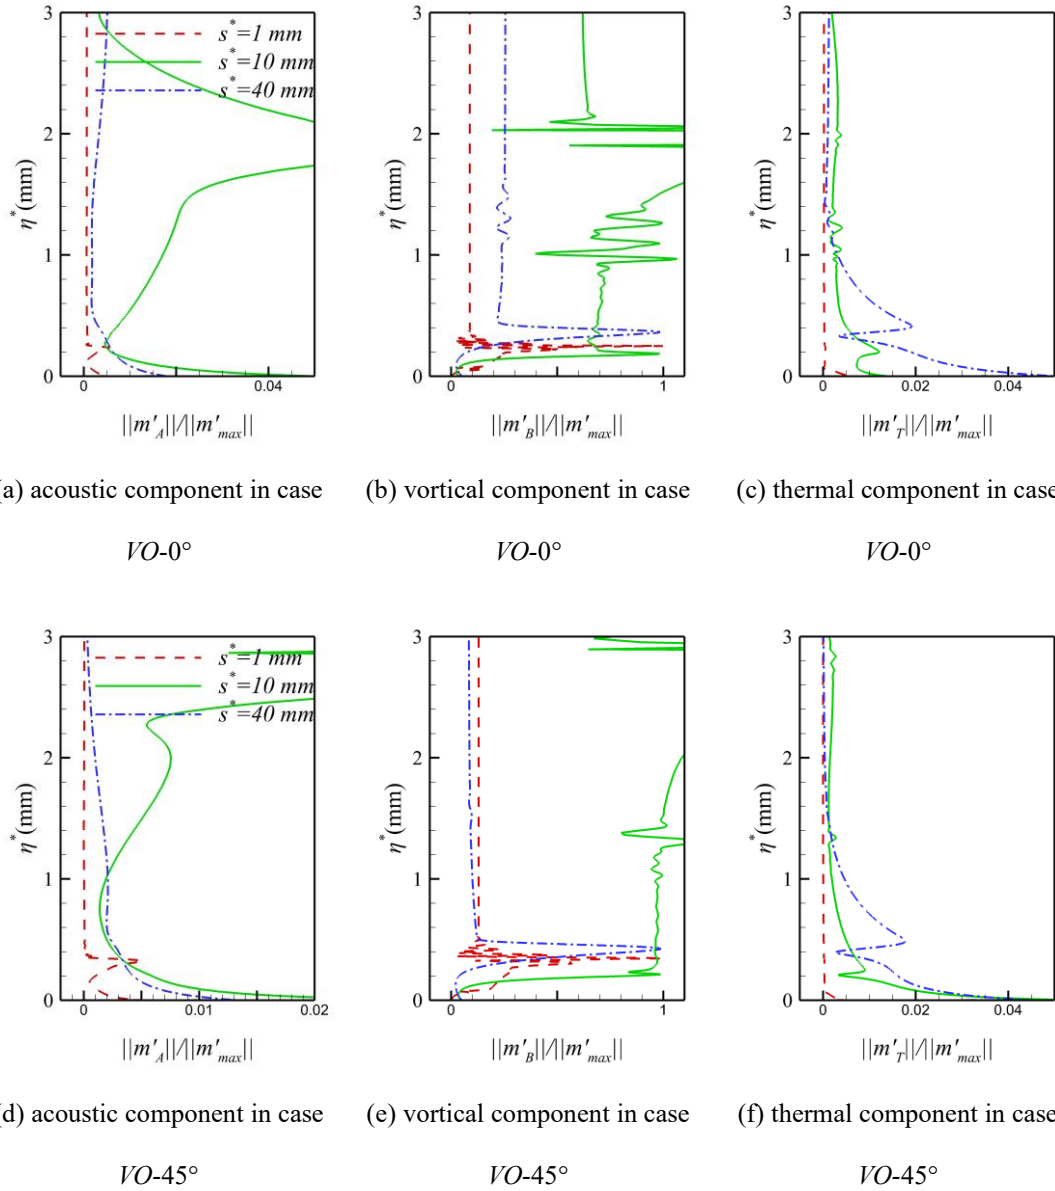 3
2
1
0
η*(mm)
s*=1 mm
s*=10 mm
s*=40 mm
0 0.04
||m'A||/||m'max||
3
2
1
0
η*(mm)
0 1
||m'B||/||m'max||
3
2
1
0
η*(mm)
0 0.02 0.04
||m'T||/||m'max||
(a) acoustic component in case
VO-0°
(b) vortical component in case
VO-0°
(c) thermal component in case
VO-0°
3
2
1
0
η*(mm)
s*=1 mm
s*=10 mm
s*=40 mm
0 0.01 0.02
||m'A||/||m'max||
3
2
1
0
η*(mm)
0 1
||m'B||/||m'max||
3
2
1
0
η*(mm)
0 0.02 0.04
||m'T||/||m'max||
(d) acoustic component in case
VO-45°
(e) vortical component in case
VO-45°
(f) thermal component in case
VO-45°